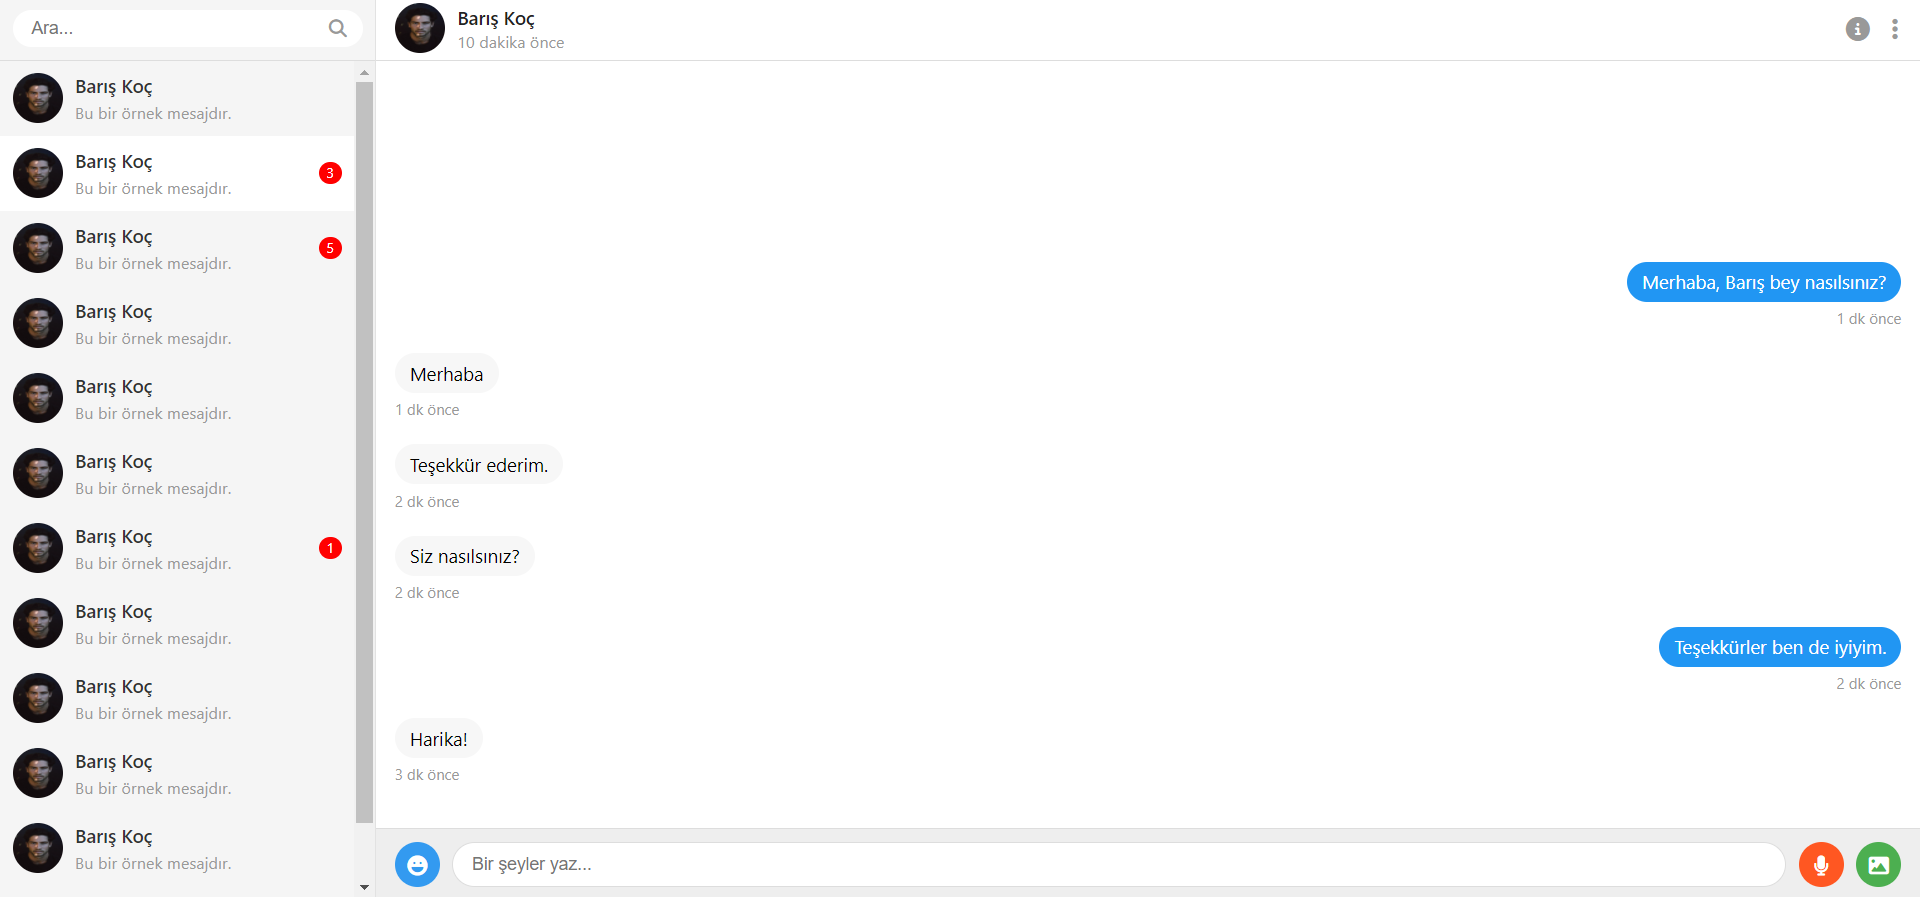 Ara...
Barış Koç
Bu bir örnek mesajdır.
Barış Koç
Bu bir örnek mesajdır.
3
Barış Koç
Bu bir örnek mesajdır.
5
Barış Koç
Bu bir örnek mesajdır.
Barış Koç
Bu bir örnek mesajdır.
Barış Koç
Bu bir örnek mesajdır.
Barış Koç
Bu bir örnek mesajdır.
1
Barış Koç
Bu bir örnek mesajdır.
Barış Koç
Bu bir örnek mesajdır.
Barış Koç
Bu bir örnek mesajdır.
Barış Koç
Bu bir örnek mesajdır.
Barış Koç
10 dakika önce
Merhaba, Barış bey nasılsınız?
1 dk önce
Merhaba
1 dk önce
Teşekkür ederim.
2 dk önce
Siz nasılsınız?
2 dk önce
Teşekkürler ben de iyiyim.
2 dk önce
Harika!
3 dk önce
Bir şeyler yaz...